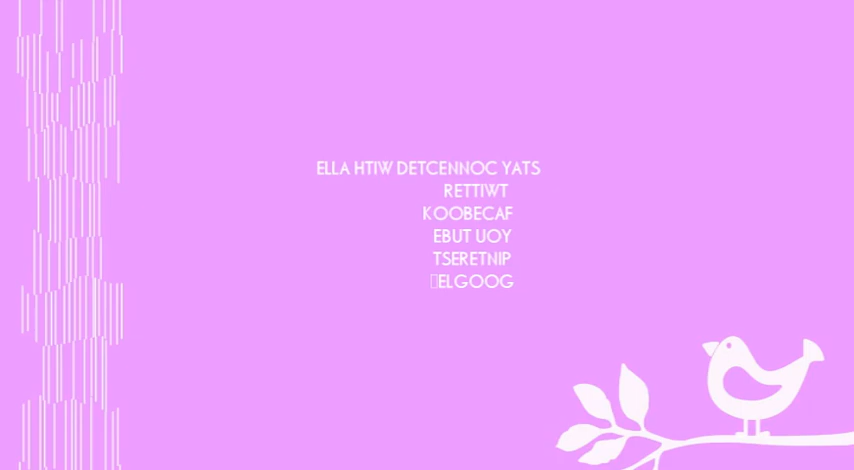 ELLA HTIW DETCENNOC YATS
RETTIWT
KOOBECAF
EBUT UOY
TSERETNIP
▯ELGOOG